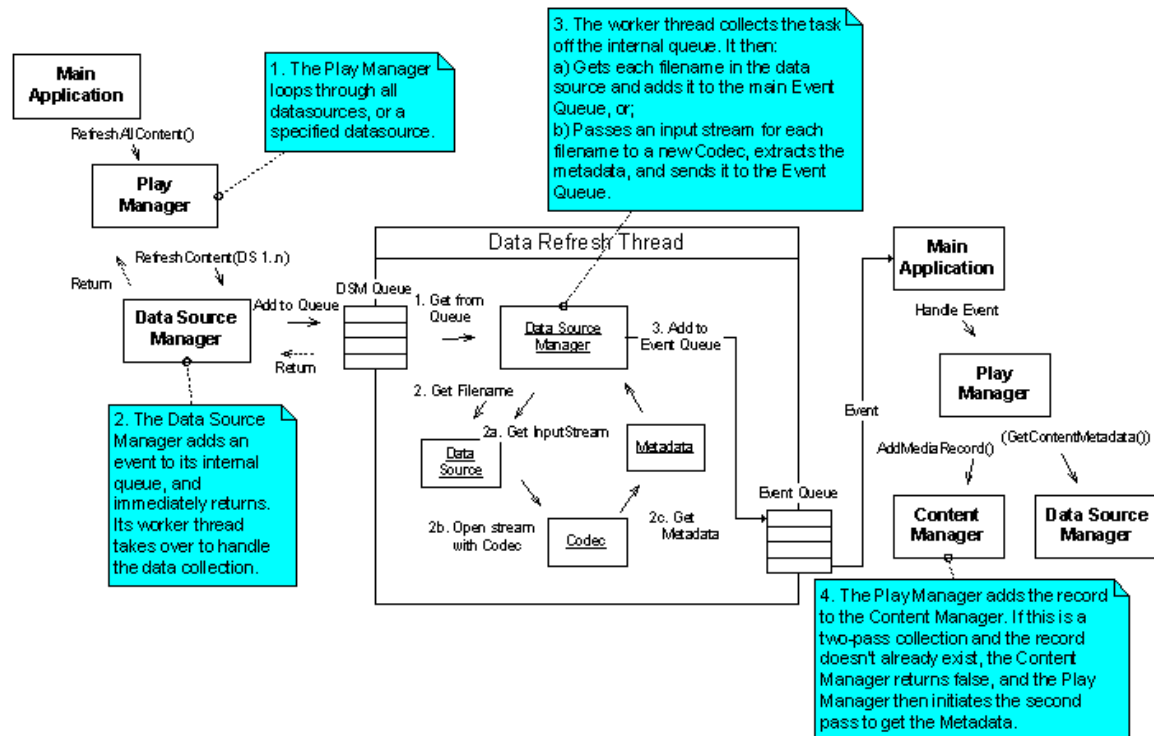 Main
Application
RefreshAllContent()
Play
Manager
1. The Play Manager
loops through all
datasources, or a
specified datasource.
Return
RefreshContent(DS 1..n)
Data Source
Manager
Add to Queue
Return
2. The Data Source
Manager adds an
event to its internal
queue, and
immediately returns.
Its worker thread
takes over to handle
the data collection.
3. The worker thread collects the task
off the internal queue. It then:
a) Gets each filename in the data
source and adds it to the main Event
Queue, or;
b) Passes an input stream for each
filename to a new Codec, extracts the
metadata, and sends it to the Event
Queue.
Data Refresh Thread
DSM Queue
1. Get from
Queue
Data Source
Manager
3. Add to
Event Queue
2. Get Filename
2a. Get InputStream
Data
Source
Metadata
2b. Open stream
with Codec
Codec
2c. Get
Metadata
Event Queue
Event
Main
Application
Handle Event
Play
Manager
AddMediaRecord()
(GetContentMetadata())
Content
Manager
Data Source
Manager
4. The Play Manager adds the record
to the Content Manager. If this is a
two-pass collection and the record
doesn't already exist, the Content
Manager returns false, and the Play
Manager then initiates the second
pass to get the Metadata.